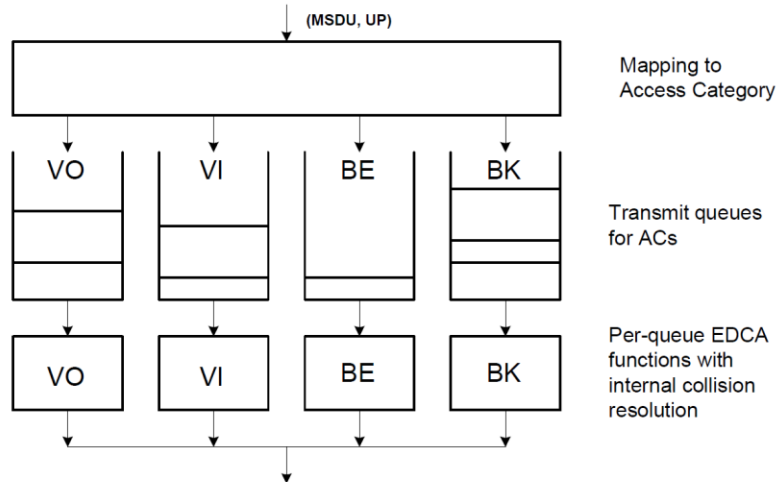 (MSDU, UP)
Mapping to
Access Category
VO VI BE BK
Transmit queues
for ACs
Per-queue EDCA
functions with
internal collision
resolution
VO VI BE BK